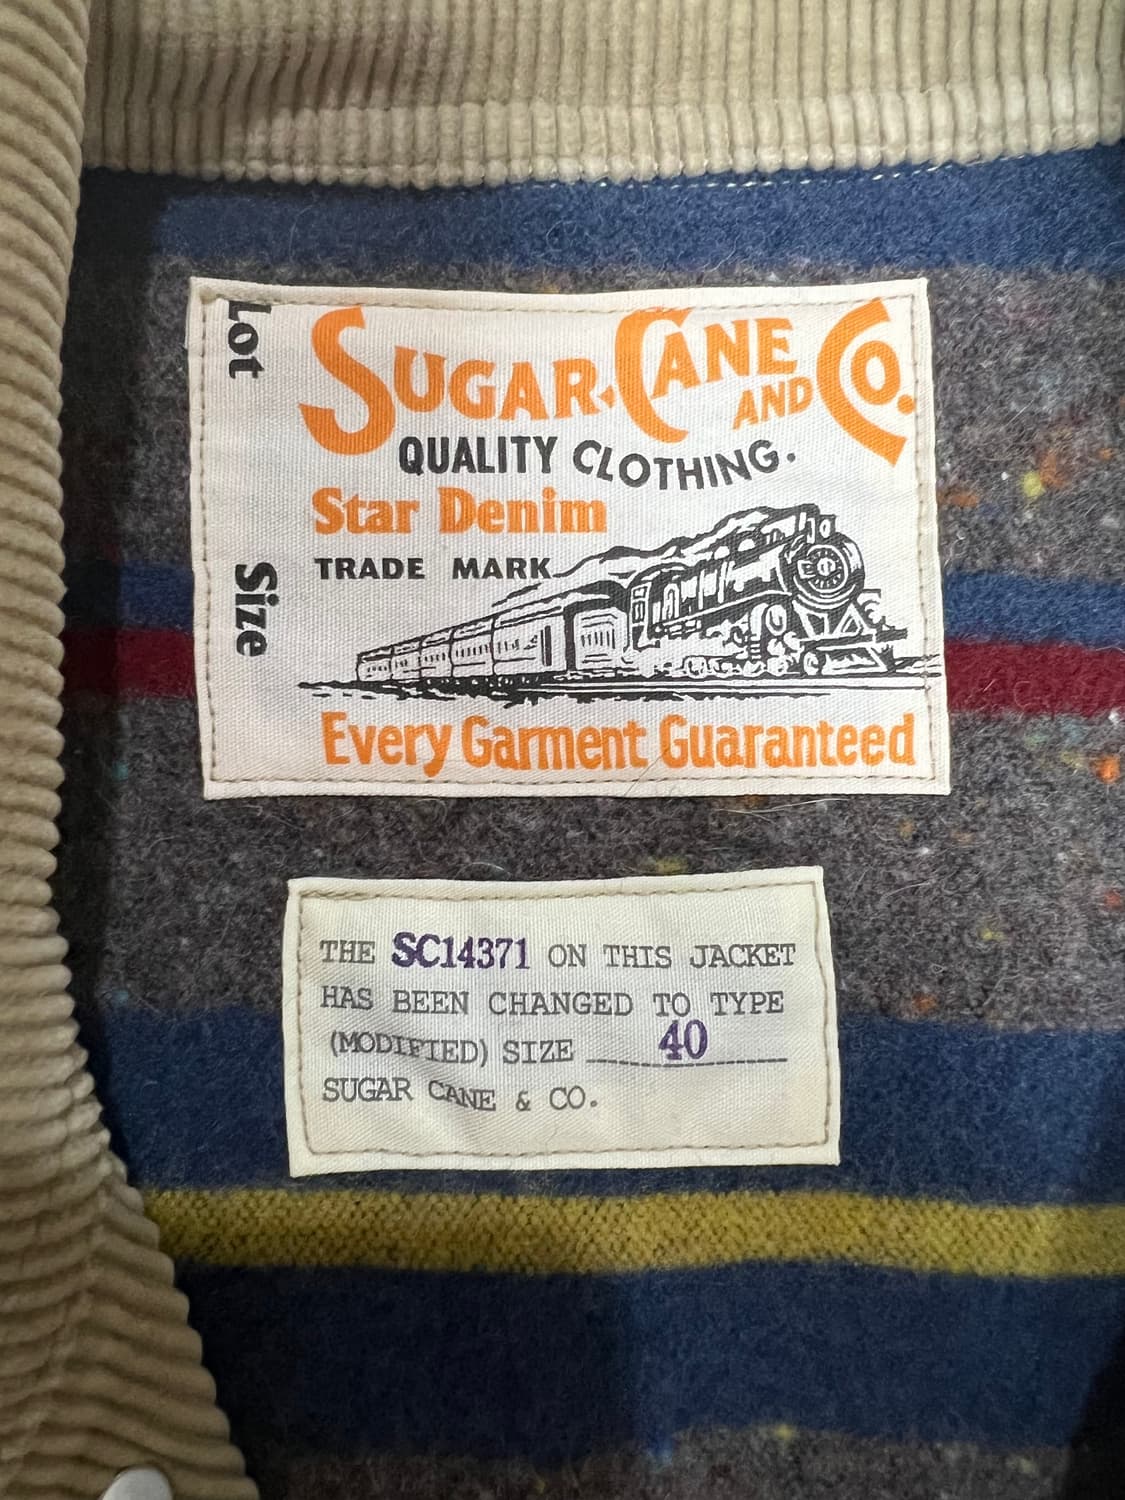 Lot
Size
SUGAR CANE AND CO.
QUALITY CLOTHING.
Star Denim
TRADE MARK
Every Garment Guaranteed
THE SC14371 ON THIS JACKET
HAS BEEN CHANGED TO TYPE
(MODIFIED) SIZE 40
SUGAR CANE & CO.